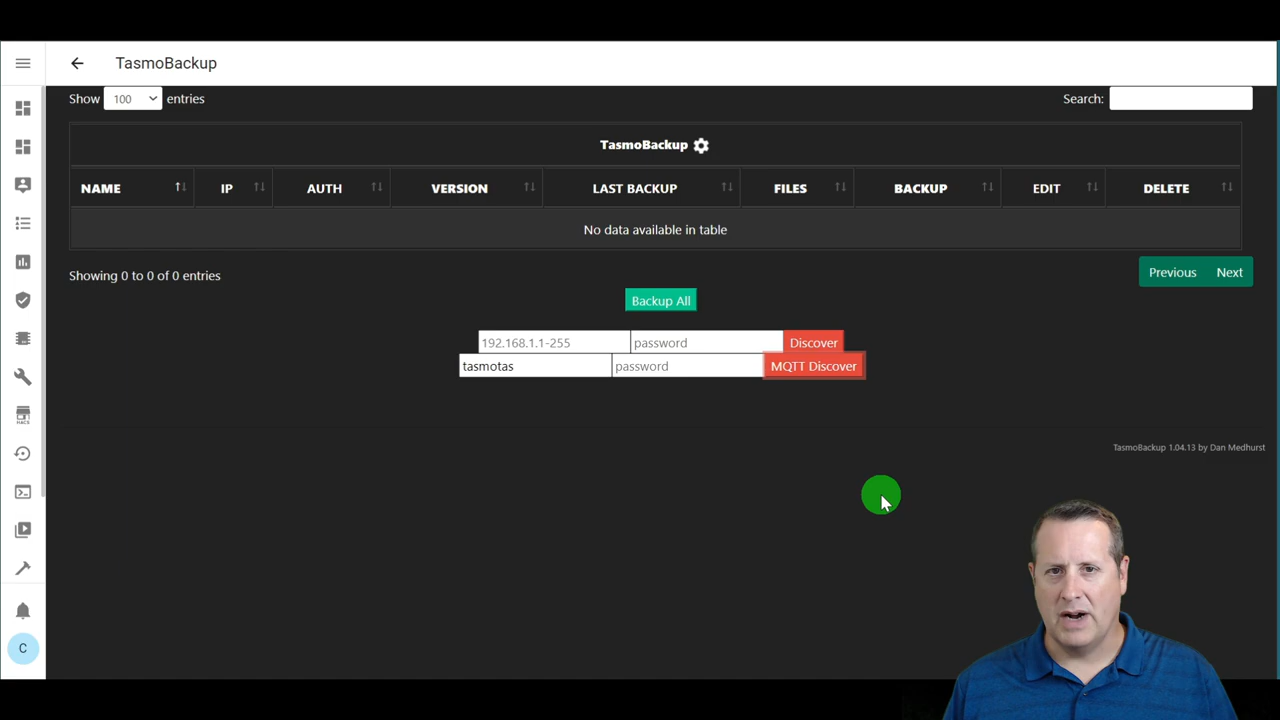 TasmoBackup
Show 100 entries
Search:
TasmoBackup
NAME IP AUTH VERSION LAST BACKUP FILES BACKUP EDIT DELETE
No data available in table
Showing 0 to 0 of 0 entries
Previous Next
Backup All
192.168.1.1-255 password Discover
tasmotas password MQTT Discover
TasmoBackup 1.04.13 by Dan Medhurst
HACS
C